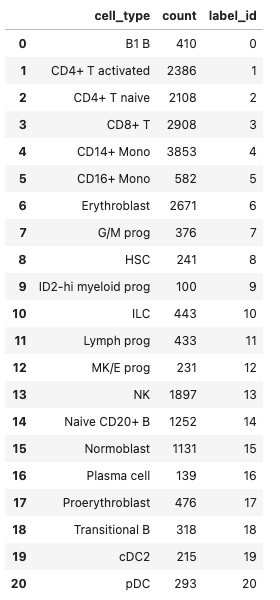 cell_type count label_id
0 B1 B 410 0
1 CD4+ T activated 2386 1
2 CD4+ T naive 2108 2
3 CD8+ T 2908 3
4 CD14+ Mono 3853 4
5 CD16+ Mono 582 5
6 Erythroblast 2671 6
7 G/M prog 376 7
8 HSC 241 8
9 ID2-hi myeloid prog 100 9
10 ILC 443 10
11 Lymph prog 433 11
12 MK/E prog 231 12
13 NK 1897 13
14 Naive CD20+ B 1252 14
15 Normoblast 1131 15
16 Plasma cell 139 16
17 Proerythroblast 476 17
18 Transitional B 318 18
19 cDC2 215 19
20 pDC 293 20